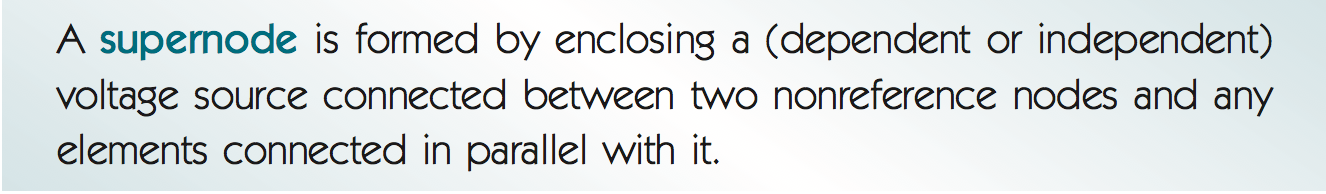 A supernode is formed by enclosing a (dependent or independent)
voltage source connected between two nonreference nodes and any
elements connected in parallel with it.